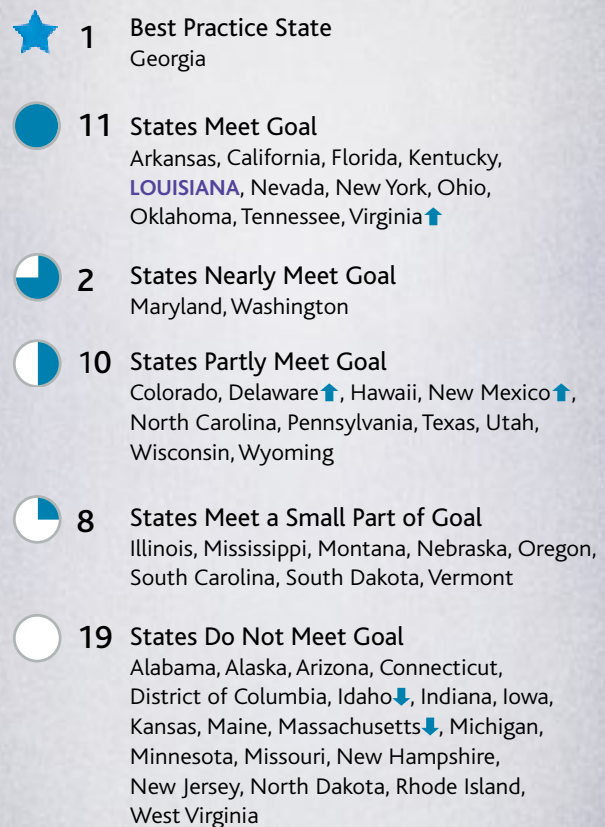 1 Best Practice State
Georgia
11 States Meet Goal
Arkansas, California, Florida, Kentucky,
LOUISIANA, Nevada, New York, Ohio,
Oklahoma, Tennessee, Virginia⬆
2 States Nearly Meet Goal
Maryland, Washington
10 States Partly Meet Goal
Colorado, Delaware⬆, Hawaii, New Mexico⬆,
North Carolina, Pennsylvania, Texas, Utah,
Wisconsin, Wyoming
8 States Meet a Small Part of Goal
Illinois, Mississippi, Montana, Nebraska, Oregon,
South Carolina, South Dakota, Vermont
19 States Do Not Meet Goal
Alabama, Alaska, Arizona, Connecticut,
District of Columbia, Idaho⬇, Indiana, Iowa,
Kansas, Maine, Massachusetts⬇, Michigan,
Minnesota, Missouri, New Hampshire,
New Jersey, North Dakota, Rhode Island,
West Virginia